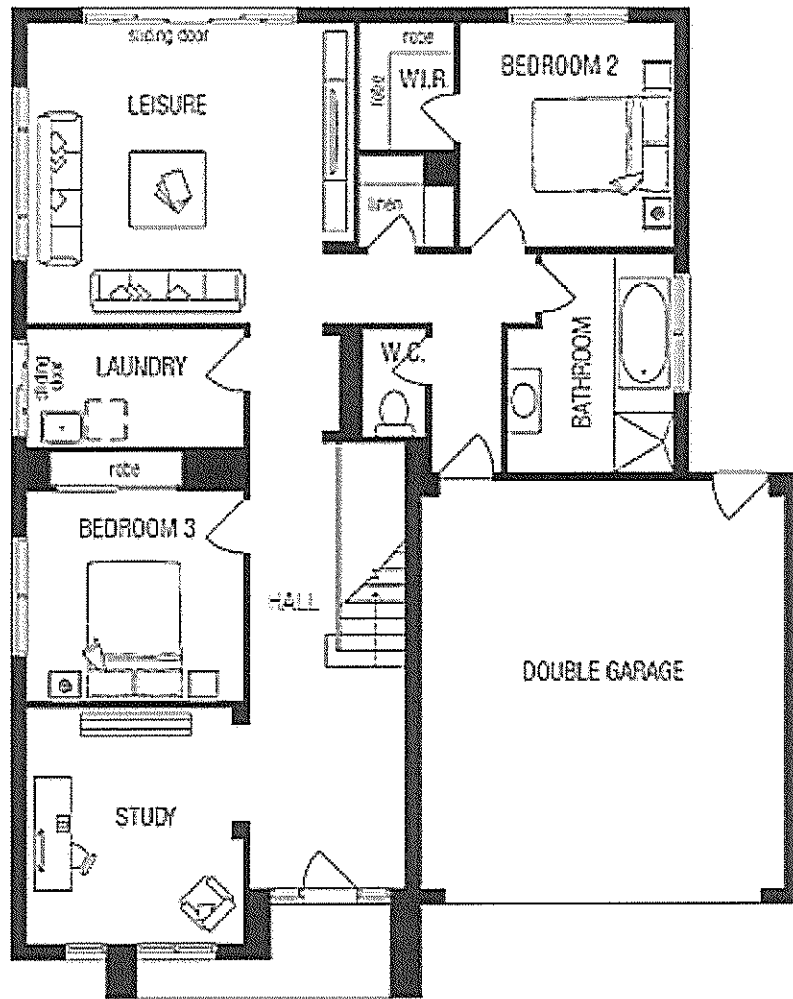 sliding door
robe
BEDROOM 2
robe
W.I.R.
LEISURE
linen
W.C.
sliding door
LAUNDRY
BATHROOM
robe
BEDROOM 3
HALL
DOUBLE GARAGE
STUDY